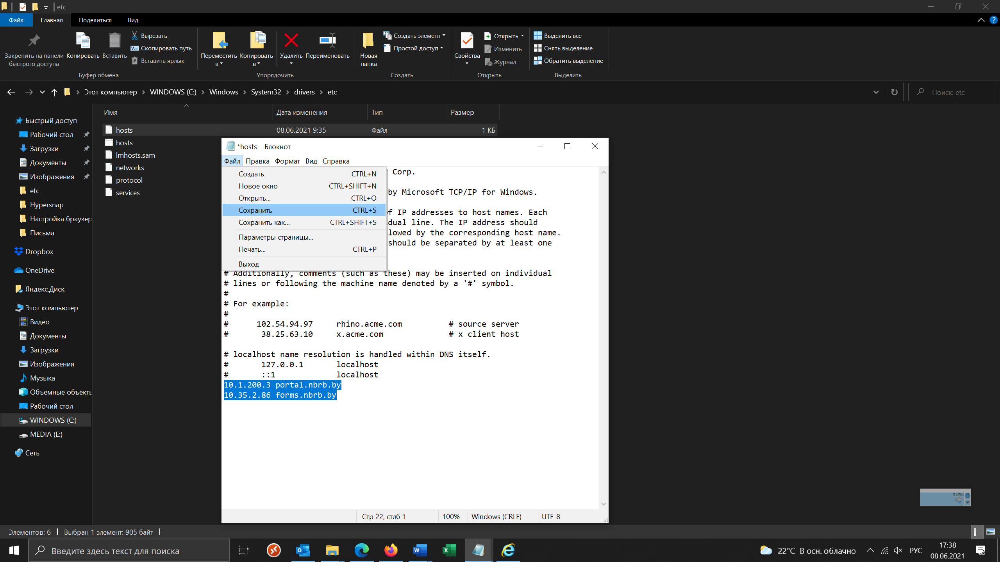 etc
Файл Главная Поделиться Вид
Закрепить на панели быстрого доступа
Копировать
Вставить
Вырезать
Скопировать путь
Вставить ярлык
Буфер обмена
Переместить в
Копировать в
Удалить
Переименовать
Упорядочить
Новая папка
Создать элемент
Простой доступ
Создать
Свойства
Открыть
Изменить
Журнал
Открыть
Выделить все
Снять выделение
Обратить выделение
Выделить
Этот компьютер > WINDOWS (C:) > Windows > System32 > drivers > etc
Поиск: etc
Быстрый доступ
Рабочий стол
Загрузки
Документы
Изображения
etc
Hypersnap
Настройка браузер
Письма
Dropbox
OneDrive
Яндекс.Диск
Этот компьютер
Видео
Документы
Загрузки
Изображения
Музыка
Объемные объекты
Рабочий стол
WINDOWS (C:)
MEDIA (E:)
Сеть
Имя Дата изменения Тип Размер
hosts 08.06.2021 9:35 Файл 1 КБ
hosts
lmhosts.sam
networks
protocol
services
*hosts – Блокнот
Файл Правка Формат Вид Справка
Создать CTRL+N
Новое окно CTRL+SHIFT+N
Открыть... CTRL+O
Сохранить CTRL+S
Сохранить как... CTRL+SHIFT+S
Параметры страницы...
Печать... CTRL+P
Выход
Corp.
by Microsoft TCP/IP for Windows.
of IP addresses to host names. Each
dual line. The IP address should
llowed by the corresponding host name.
should be separated by at least one
# Additionally, comments (such as these) may be inserted on individual
# lines or following the machine name denoted by a '#' symbol.
#
# For example:
#
# 102.54.94.97 rhino.acme.com # source server
# 38.25.63.10 x.acme.com # x client host
# localhost name resolution is handled within DNS itself.
# 127.0.0.1 localhost
# ::1 localhost
10.1.200.3 portal.nbrb.by
10.35.2.86 forms.nbrb.by
Стр 22, стлб 1 100% Windows (CRLF) UTF-8
5 KB/s
Элементов: 6 Выбран 1 элемент: 905 байт
Введите здесь текст для поиска
22°C В осн. облачно
РУС
17:38
08.06.2021